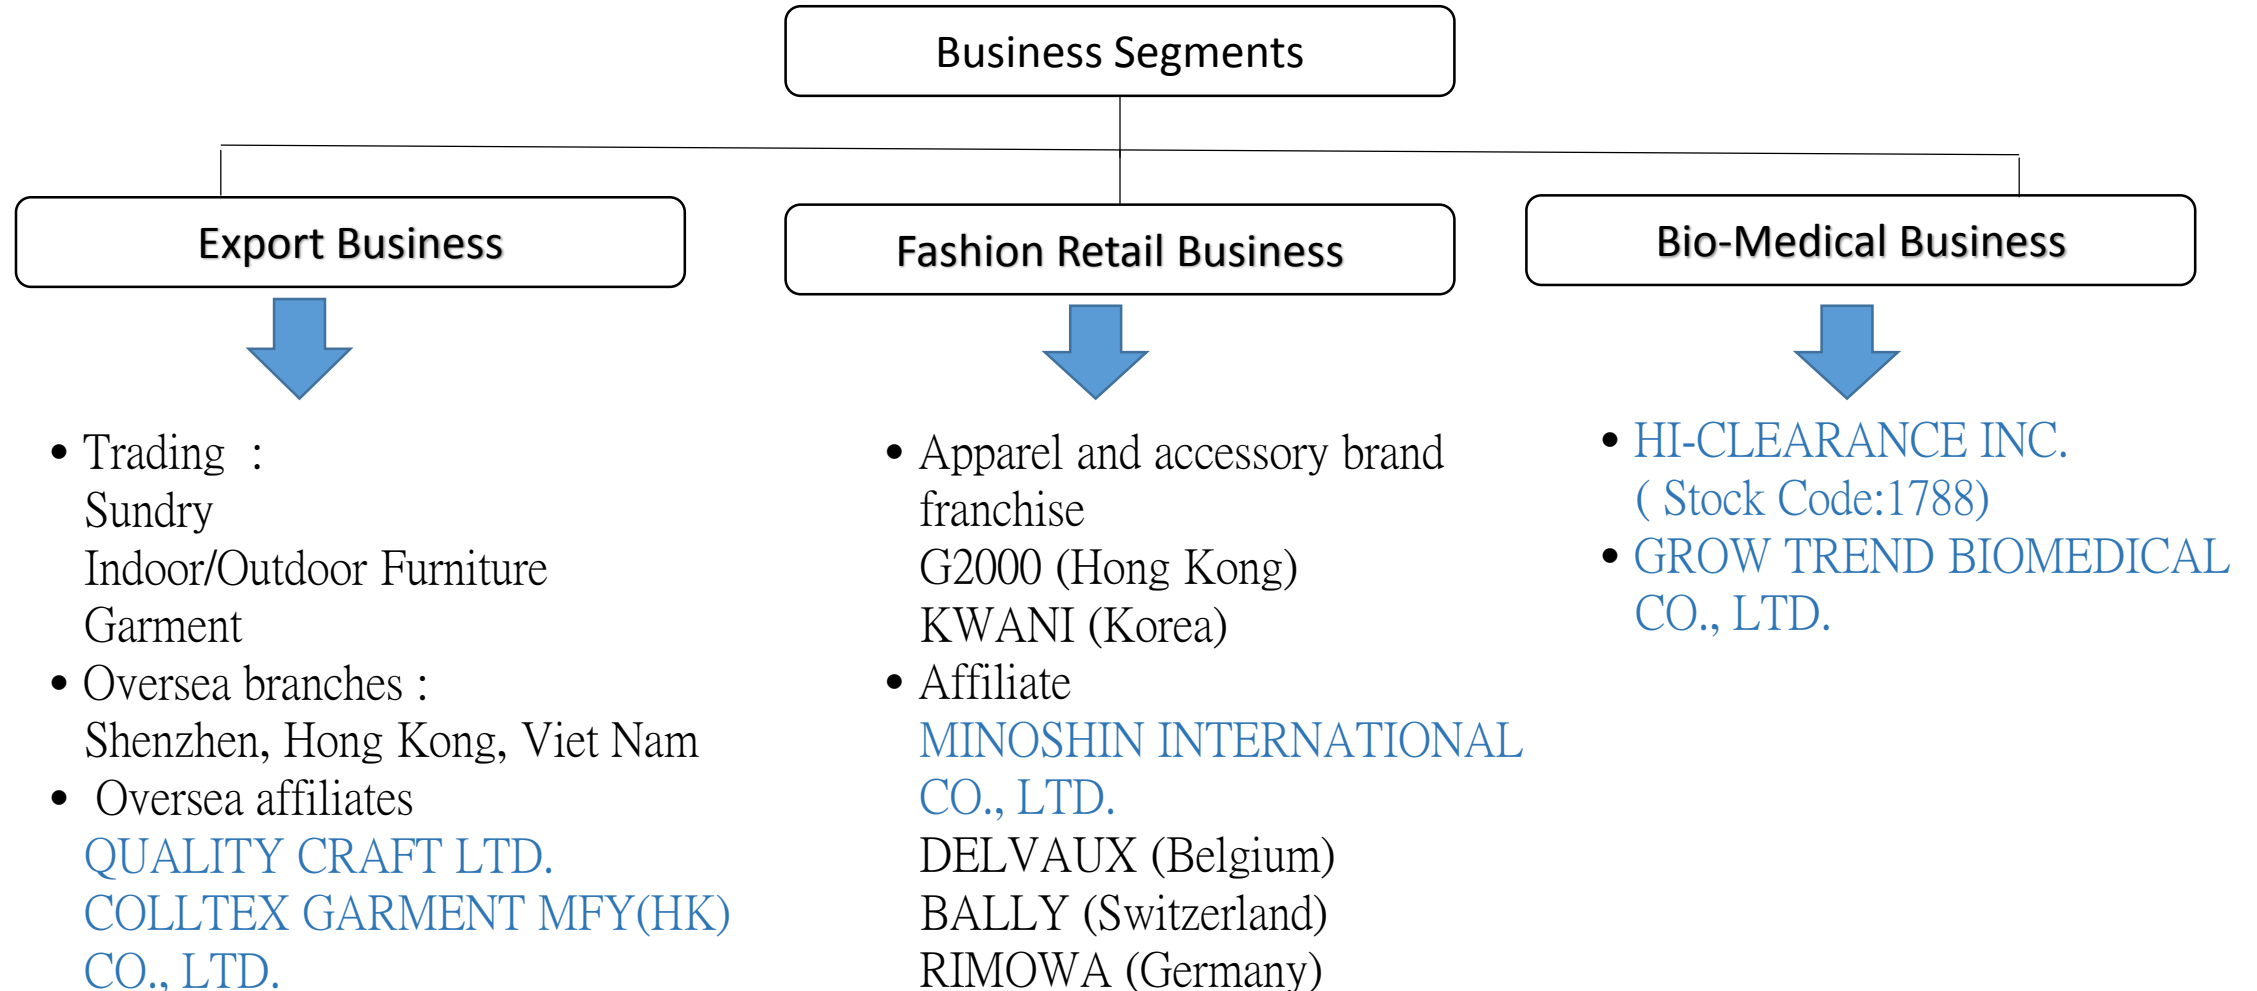 Business Segments
Export Business
• Trading :
Sundry
Indoor/Outdoor Furniture
Garment
• Oversea branches :
Shenzhen, Hong Kong, Viet Nam
• Oversea affiliates
QUALITY CRAFT LTD.
COLLTEX GARMENT MFY(HK)
CO., LTD.
Fashion Retail Business
• Apparel and accessory brand
franchise
G2000 (Hong Kong)
KWANI (Korea)
• Affiliate
MINOSHIN INTERNATIONAL
CO., LTD.
DELVAUX (Belgium)
BALLY (Switzerland)
RIMOWA (Germany)
Bio-Medical Business
• HI-CLEARANCE INC.
( Stock Code:1788)
• GROW TREND BIOMEDICAL
CO., LTD.